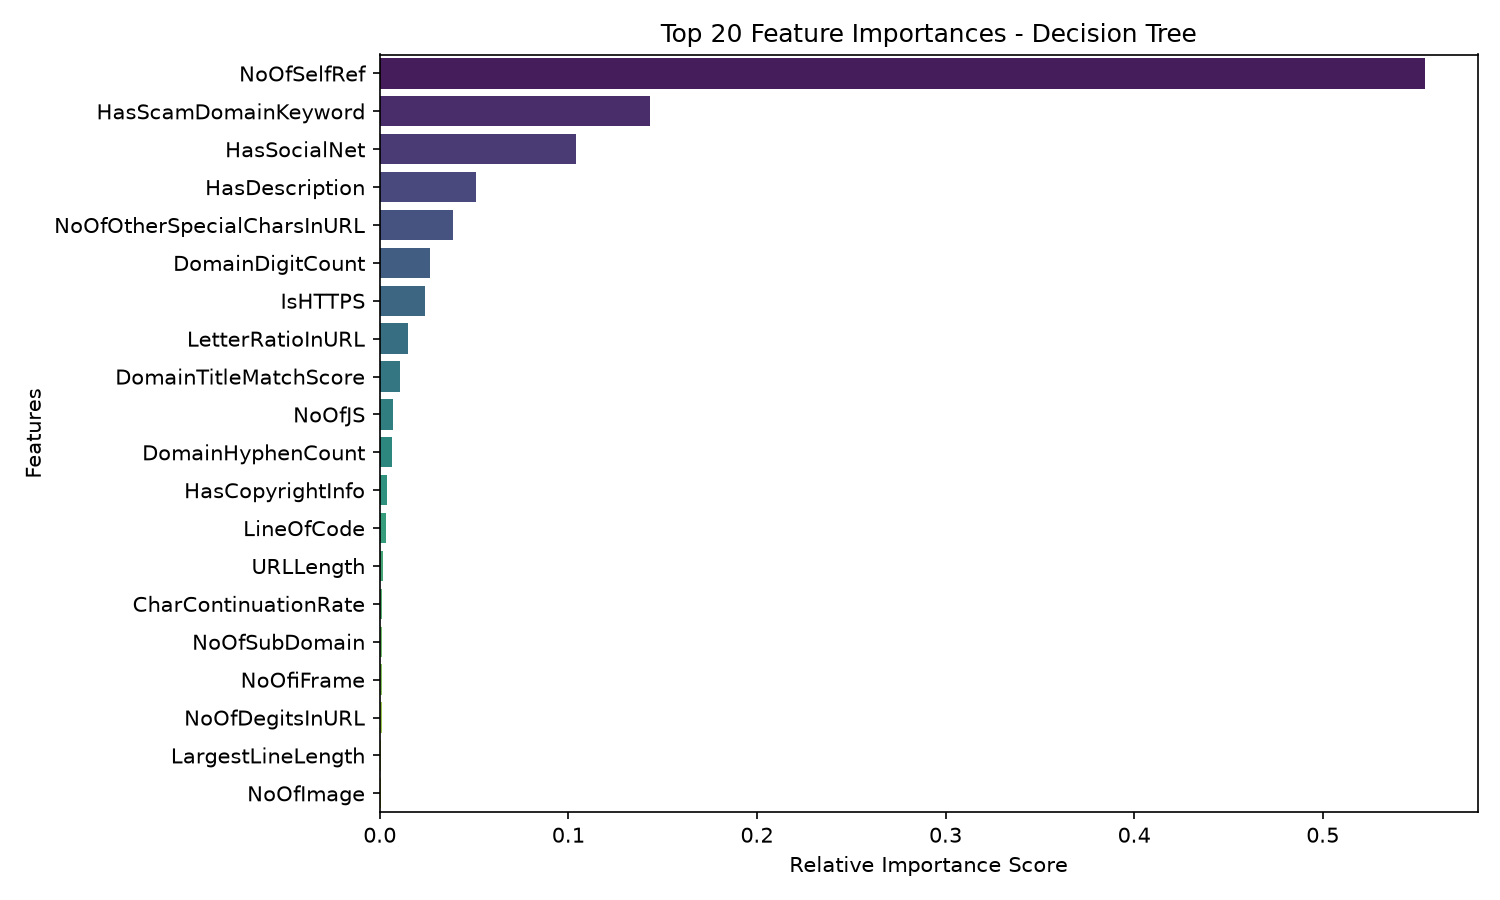 Top 20 Feature Importances - Decision Tree
NoOfSelfRef
HasScamDomainKeyword
HasSocialNet
HasDescription
NoOfOtherSpecialCharsInURL
DomainDigitCount
IsHTTPS
LetterRatioInURL
DomainTitleMatchScore
NoOfJS
DomainHyphenCount
HasCopyrightInfo
LineOfCode
URLLength
CharContinuationRate
NoOfSubDomain
NoOfiFrame
NoOfDegitsInURL
LargestLineLength
NoOfImage
Features
0.0 0.1 0.2 0.3 0.4 0.5
Relative Importance Score